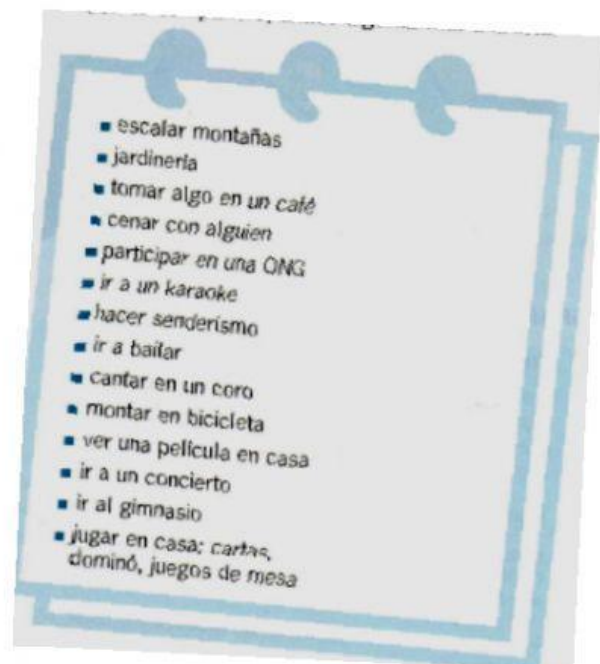 ■ escalar montañas
■ jardinería
■ tomar algo en un café
■ cenar con alguien
■ participar en una ONG
■ ir a un karaoke
■ hacer senderismo
■ ir a bailar
■ cantar en un coro
■ montar en bicicleta
■ ver una película en casa
■ ir a un concierto
■ ir al gimnasio
■ jugar en casa: cartas,
dominó, juegos de mesa